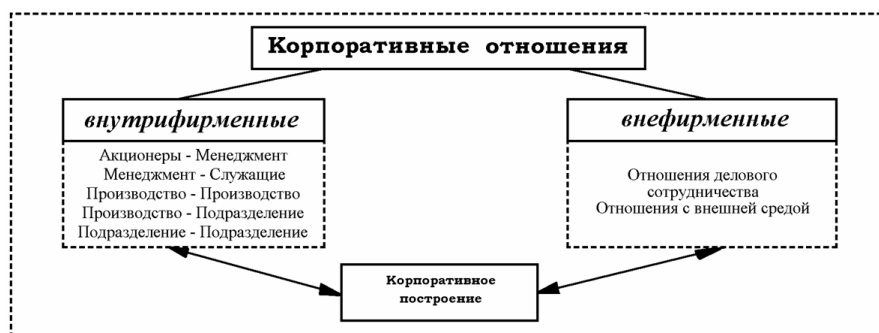 Корпоративные отношения
внутрифирменные
Акционеры - Менеджмент
Менеджмент - Служащие
Производство - Производство
Производство - Подразделение
Подразделение - Подразделение
внефирменные
Отношения делового
сотрудничества
Отношения с внешней средой
Корпоративное
построение